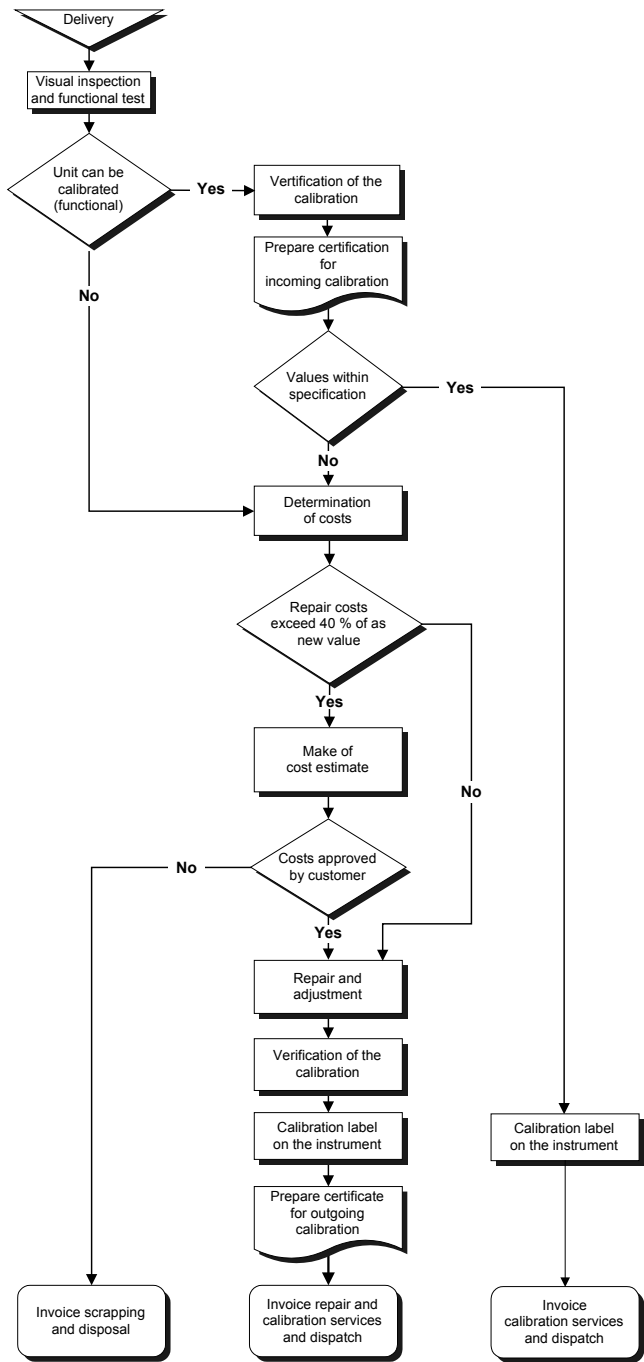 Delivery
Visual inspection
and functional test
Unit can be
calibrated
(functional)
Yes
Vertification of the
calibration
Prepare certification
for
incoming calibration
No
Values within
specification
Yes
No
Determination
of costs
Repair costs
exceed 40 % of as
new value
Yes
Make of
cost estimate
No
No
Costs approved
by customer
Yes
Repair and
adjustment
Verification of the
calibration
Calibration label
on the instrument
Calibration label
on the instrument
Prepare certificate
for outgoing
calibration
Invoice scrapping
and disposal
Invoice repair and
calibration services
and dispatch
Invoice
calibration services
and dispatch